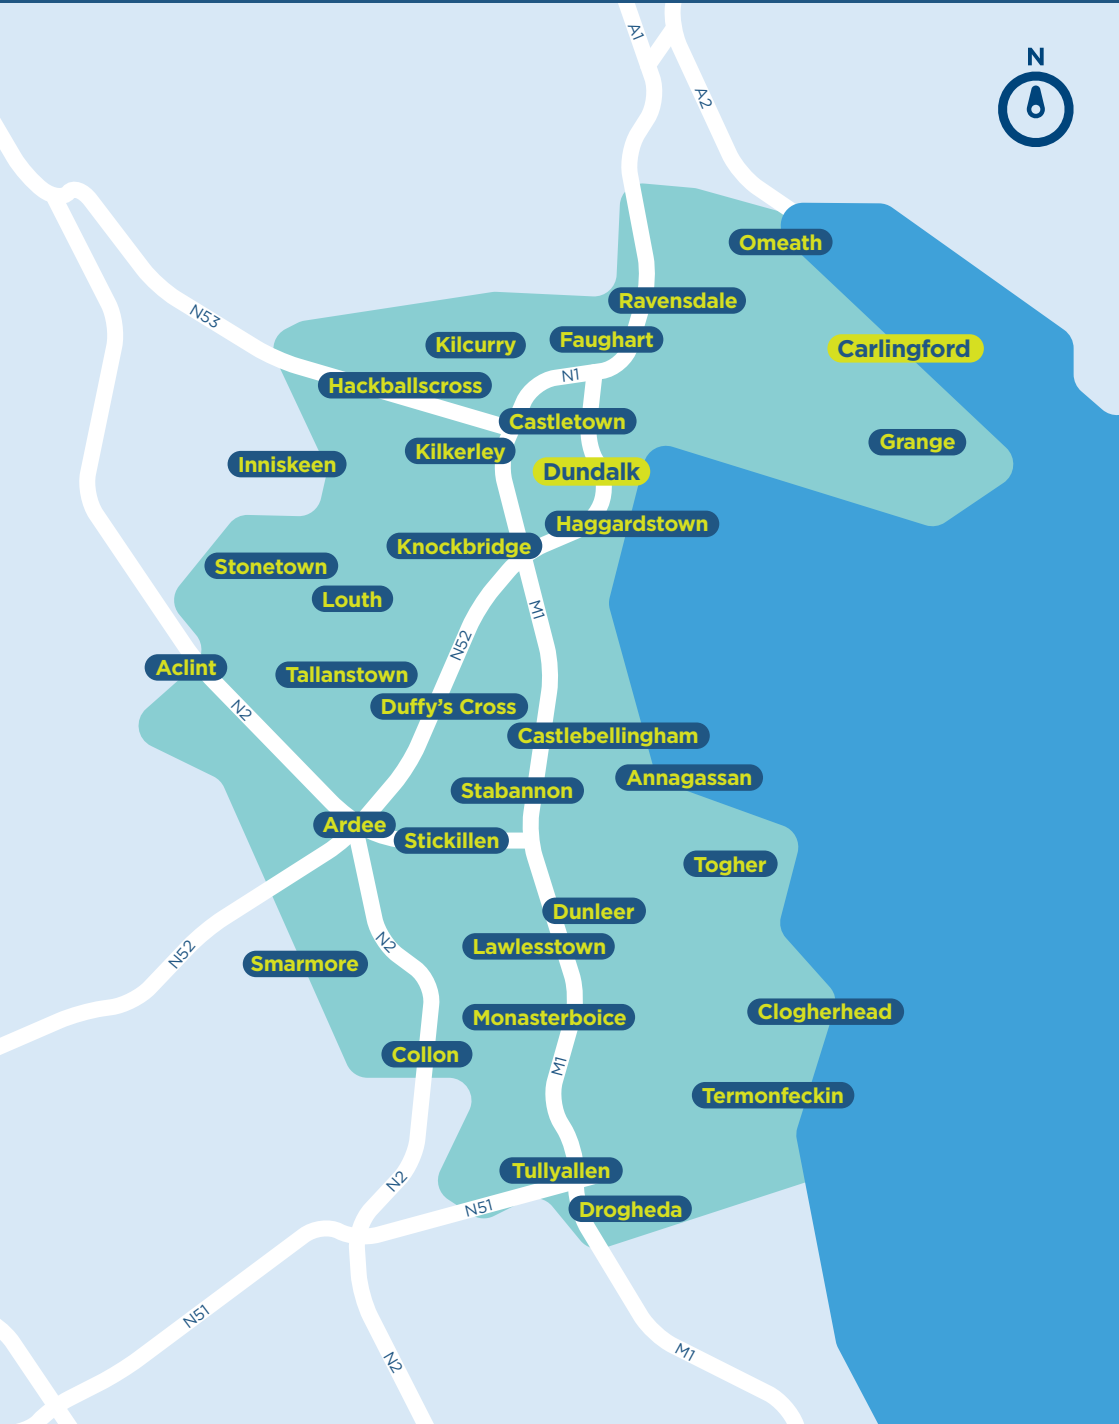 A1
N
A2
Omeath
Ravensdale
N53
Faughart
Kilcurry
Carlingford
N1
Hackballscross
Castletown
Grange
Kilkerley
Inniskeen
Dundalk
Haggardstown
Knockbridge
Stonetown
Louth
M1
N52
Aclint
Tallanstown
Duffy's Cross
N2
Castlebellingham
Annagassan
Stabannon
Ardee
Stickillen
Togher
Dunleer
N2
Lawlesstown
N52
Smarmore
Clogherhead
Monasterboice
Collon
M1
Termonfeckin
Tullyallen
N2
N51
Drogheda
N51
M1
N2